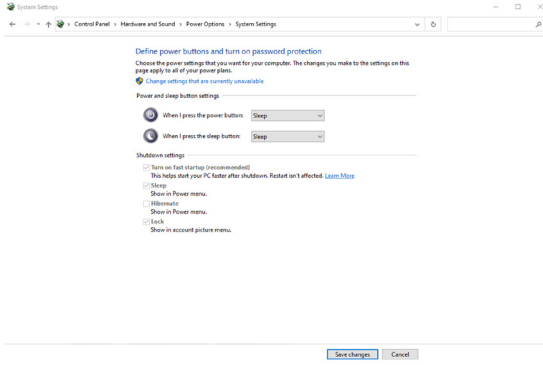 System Settings
Control Panel > Hardware and Sound > Power Options > System Settings
Define power buttons and turn on password protection
Choose the power settings that you want for your computer. The changes you make to the settings on this
page apply to all of your power plans.
Change settings that are currently unavailable
Power and sleep button settings
When I press the power button: Sleep
When I press the sleep button: Sleep
Shutdown settings
Turn on fast startup (recommended)
This helps start your PC faster after shutdown. Restart isn't affected. Learn More
Sleep
Show in Power menu.
Hibernate
Show in Power menu.
Lock
Show in account picture menu.
Save changes Cancel